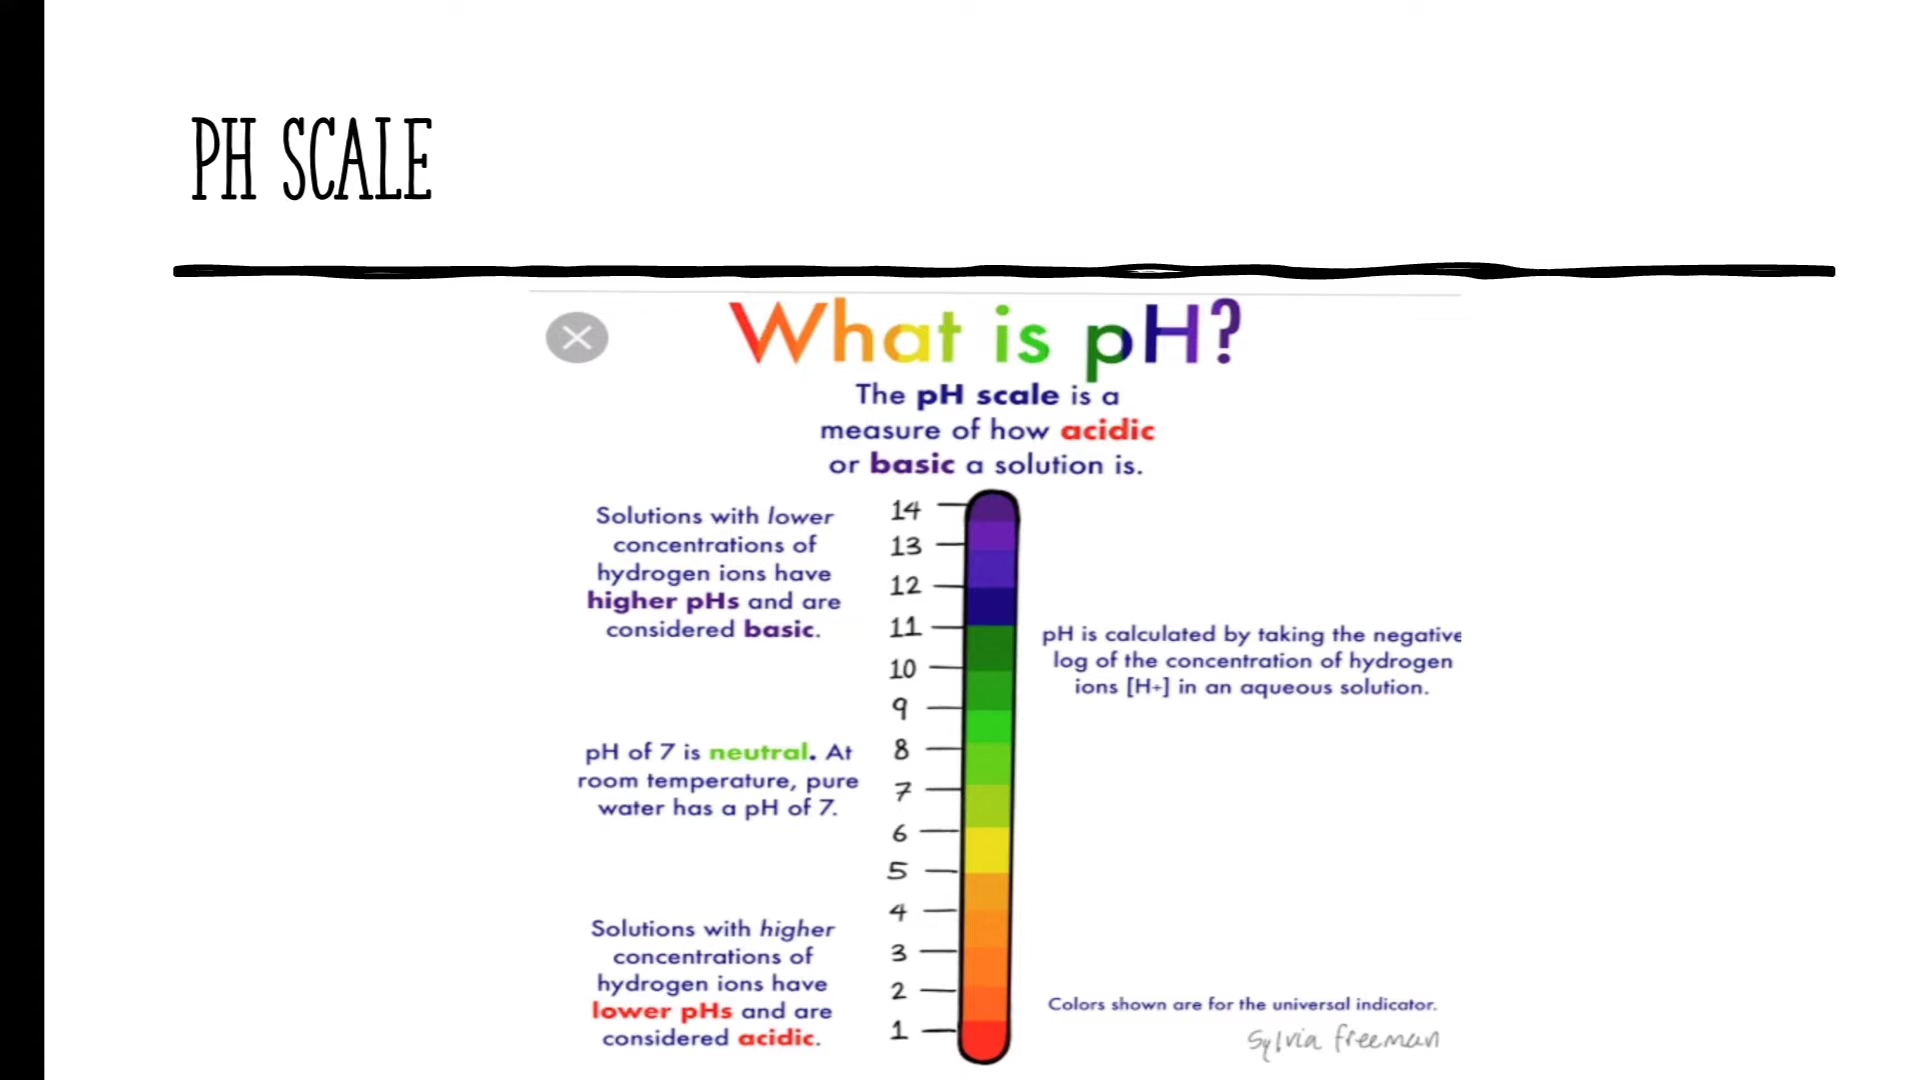 PH SCALE
What is pH?
The pH scale is a
measure of how acidic
or basic a solution is.
Solutions with lower
concentrations of
hydrogen ions have
higher pHs and are
considered basic.
pH of 7 is neutral. At
room temperature, pure
water has a pH of 7.
Solutions with higher
concentrations of
hydrogen ions have
lower pHs and are
considered acidic.
14
13
12
11
10
9
8
7
6
5
4
3
2
1
pH is calculated by taking the negative
log of the concentration of hydrogen
ions [H+] in an aqueous solution.
Colors shown are for the universal indicator.
Sylvia Freeman